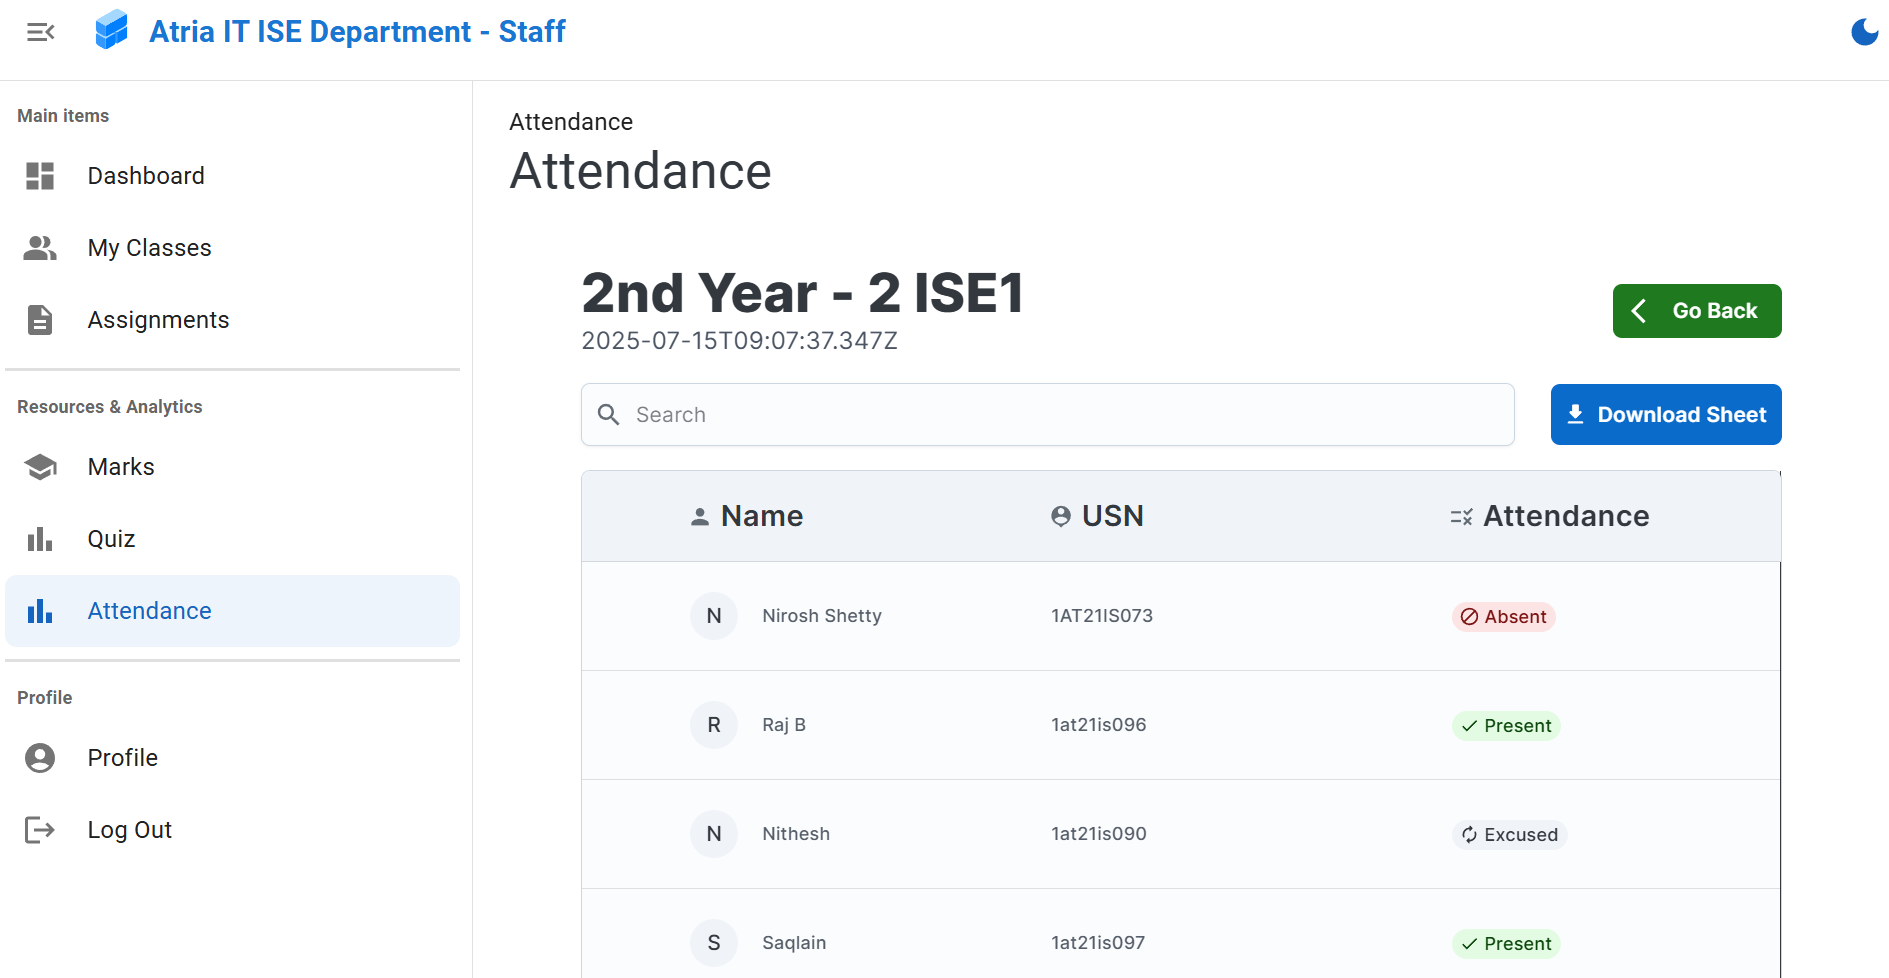 Atria IT ISE Department - Staff
Main items
Dashboard
My Classes
Assignments
Resources & Analytics
Marks
Quiz
Attendance
Profile
Profile
Log Out
Attendance
Attendance
2nd Year - 2 ISE1
2025-07-15T09:07:37.347Z
Go Back
Search
Download Sheet
Name USN Attendance
N Nirosh Shetty 1AT21IS073 Absent
R Raj B 1at21is096 Present
N Nithesh 1at21is090 Excused
S Saqlain 1at21is097 Present